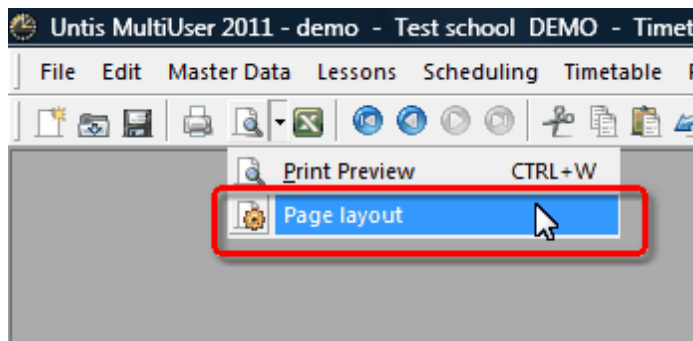 Untis MultiUser 2011 - demo - Test school DEMO - Timet
File Edit Master Data Lessons Scheduling Timetable
Print Preview CTRL+W
Page layout